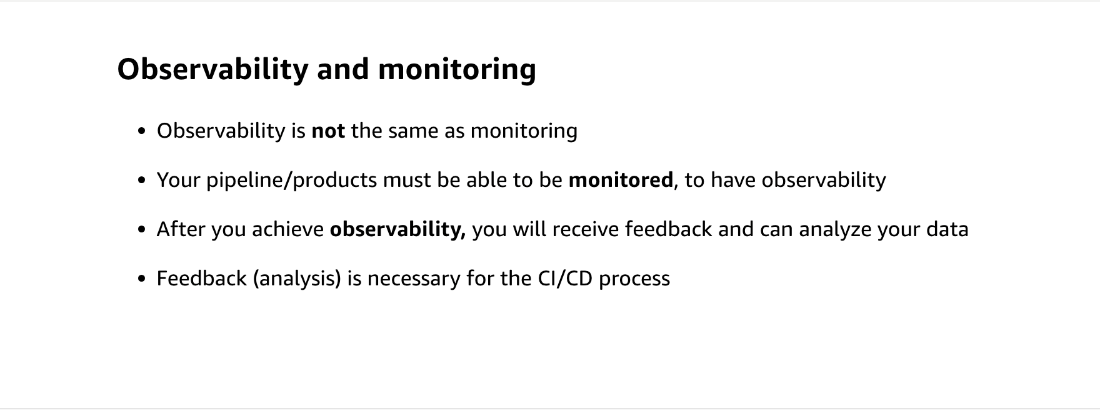 Observability and monitoring
• Observability is not the same as monitoring
• Your pipeline/products must be able to be monitored, to have observability
• After you achieve observability, you will receive feedback and can analyze your data
• Feedback (analysis) is necessary for the CI/CD process